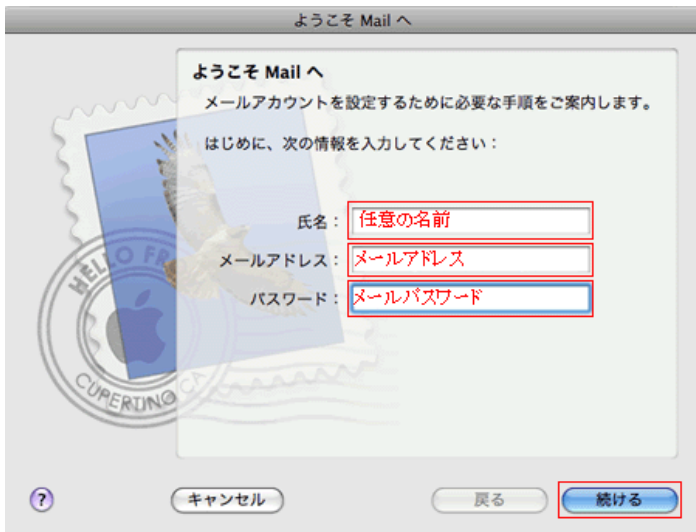 ようこそ Mail へ
ようこそ Mail へ
メールアカウントを設定するために必要な手順をご案内します。
はじめに、次の情報を入力してください：
氏名： 任意の名前
メールアドレス： メールアドレス
パスワード： メールパスワード
HELLO FR
CUPERTINO CA
? キャンセル 戻る 続ける